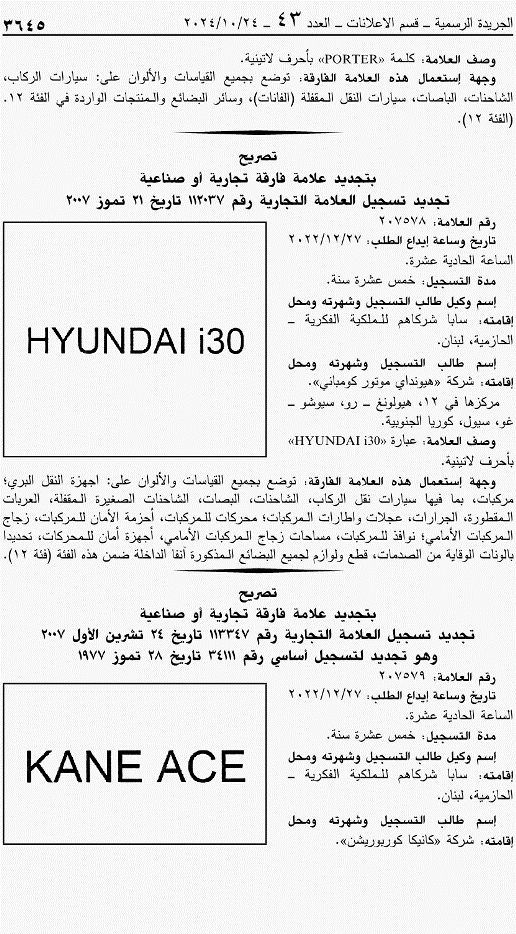 الجريدة الرسمية ــ قسم الاعلانات ــ العدد ٤٣ ــ ٢٠٢٤/١٠/٢٤
٣٦٤٥
وصف العلامة: كلمة «PORTER» بأحرف لاتينية.
وجهة إستعمال هذه العلامة الفارقة: توضع بجميع القياسات والألوان على: سيارات الركاب،
الشاحنات، الباصات، سيارات النقل المقفلة (الفانات)، وسائر البضائع والمنتجات الواردة في الفئة ١٢.
(الفئة ١٢).
تصريح
بتجديد علامة فارقة تجارية أو صناعية
تجديد تسجيل العلامة التجارية رقم ١١٢٠٣٧ تاريخ ٢١ تموز ٢٠٠٧
رقم العلامة: ٢٠٧٥٧٨
تاريخ وساعة إيداع الطلب: ٢٠٢٢/١٢/٢٧
الساعة الحادية عشرة.
مدة التسجيل: خمس عشرة سنة.
إسم وكيل طالب التسجيل وشهرته ومحل
إقامته: سابا شركاهم للملكية الفكرية ــ
الحازمية، لبنان.
إسم طالب التسجيل وشهرته ومحل
إقامته: شركة «هيونداي موتور كومباني».
مركزها في ١٢، هيولونغ ــ رو، سيوشو ــ
غو، سيول، كوريا الجنوبية.
وصف العلامة: عبارة «HYUNDAI i30»
بأحرف لاتينية.
HYUNDAI i30
وجهة إستعمال هذه العلامة الفارقة: توضع بجميع القياسات والألوان على: اجهزة النقل البري؛
مركبات، بما فيها سيارات نقل الركاب، الشاحنات، البصات، الشاحنات الصغيرة المقفلة، العربات
المقطورة، الجرارات، عجلات واطارات المركبات؛ محركات للمركبات، أحزمة الأمان للمركبات، زجاج
المركبات الأمامي؛ نوافذ للمركبات، مساحات زجاج المركبات الأمامي، أجهزة أمان للمحركات، تحديدا
بالونات الوقاية من الصدمات، قطع ولوازم لجميع البضائع المذكورة آنفا الداخلة ضمن هذه الفئة (فئة ١٢).
تصريح
بتجديد علامة فارقة تجارية أو صناعية
تجديد تسجيل العلامة التجارية رقم ١١٣٣٤٧ تاريخ ٢٤ تشرين الأول ٢٠٠٧
وهو تجديد لتسجيل أساسي رقم ٣٤١١١ تاريخ ٢٨ تموز ١٩٧٧
رقم العلامة: ٢٠٧٥٧٩
تاريخ وساعة إيداع الطلب: ٢٠٢٢/١٢/٢٧
الساعة الحادية عشرة.
مدة التسجيل: خمس عشرة سنة.
إسم وكيل طالب التسجيل وشهرته ومحل
إقامته: سابا شركاهم للملكية الفكرية ــ
الحازمية، لبنان.
إسم طالب التسجيل وشهرته ومحل
إقامته: شركة «كانيكا كوربوريشن».
KANE ACE